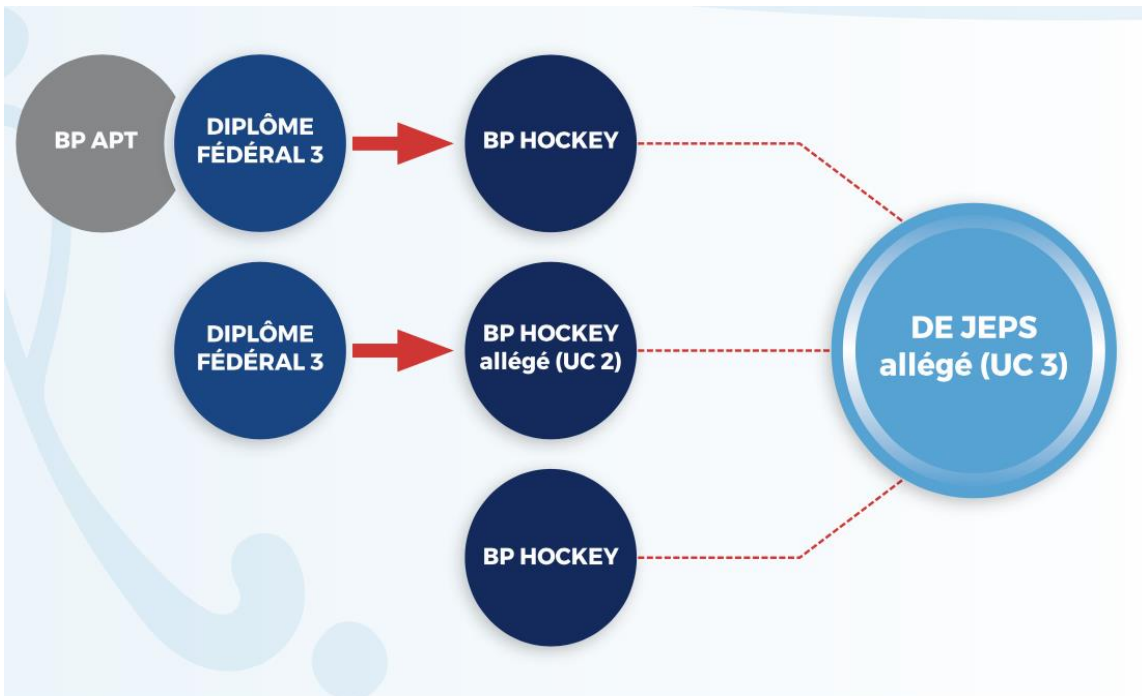 BP APT
DIPLÔME
FÉDÉRAL 3
BP HOCKEY
DIPLÔME
FÉDÉRAL 3
BP HOCKEY
allégé (UC 2)
DE JEPS
allégé (UC 3)
BP HOCKEY